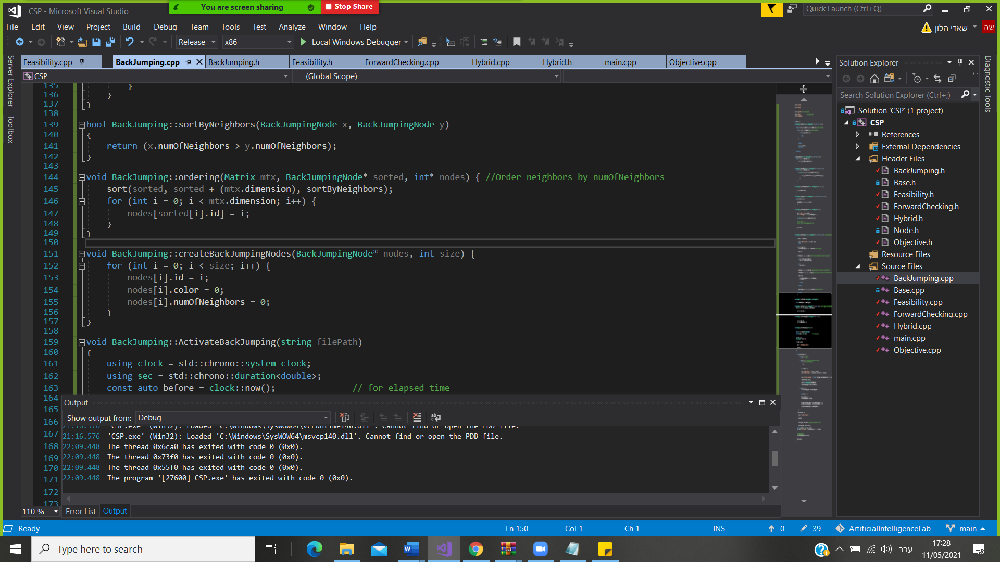 CSP - Microsoft Visual Studio
You are screen sharing
Stop Share
Quick Launch (Ctrl+Q)
File Edit View Project Build Debug Team Tools Test Analyze Window Help
שאדי הלון
שה
Release x86 Local Windows Debugger
Server Explorer
Toolbox
Feasibility.cpp BackJumping.cpp BackJumping.h Feasibility.h ForwardChecking.cpp Hybrid.cpp Hybrid.h main.cpp Objective.cpp
CSP (Global Scope)
135 }
136 }
137 }
138
139 bool BackJumping::sortByNeighbors(BackJumpingNode x, BackJumpingNode y)
140 {
141 return (x.numOfNeighbors > y.numOfNeighbors);
142 }
143
144 void BackJumping::ordering(Matrix mtx, BackJumpingNode* sorted, int* nodes) { //Order neighbors by numOfNeighbors
145 sort(sorted, sorted + (mtx.dimension), sortByNeighbors);
146 for (int i = 0; i < mtx.dimension; i++) {
147 nodes[sorted[i].id] = i;
148 }
149 }
150
151 void BackJumping::createBackJumpingNodes(BackJumpingNode* nodes, int size) {
152 for (int i = 0; i < size; i++) {
153 nodes[i].id = i;
154 nodes[i].color = 0;
155 nodes[i].numOfNeighbors = 0;
156 }
157 }
158
159 void BackJumping::ActivateBackJumping(string filePath)
160 {
161 using clock = std::chrono::system_clock;
162 using sec = std::chrono::duration<double>;
163 const auto before = clock::now(); // for elapsed time
164
165
166
167
168
169
170
171
172
173
Output
Show output from: Debug
21:16.576 'CSP.exe' (Win32): Loaded 'C:\Windows\SysWOW64\vcruntime140.dll'. Cannot find or open the PDB file.
21:16.576 'CSP.exe' (Win32): Loaded 'C:\Windows\SysWOW64\msvcp140.dll'. Cannot find or open the PDB file.
22:09.448 The thread 0x6ca0 has exited with code 0 (0x0).
22:09.448 The thread 0x73f0 has exited with code 0 (0x0).
22:09.448 The thread 0x55f0 has exited with code 0 (0x0).
22:09.448 The program '[27600] CSP.exe' has exited with code 0 (0x0).
110 % Error List Output
Solution Explorer
Search Solution Explorer (Ctrl+;)
Solution 'CSP' (1 project)
CSP
References
External Dependencies
Header Files
BackJumping.h
Base.h
Feasibility.h
ForwardChecking.h
Hybrid.h
Node.h
Objective.h
Resource Files
Source Files
BackJumping.cpp
Base.cpp
Feasibility.cpp
ForwardChecking.cpp
Hybrid.cpp
main.cpp
Objective.cpp
Diagnostic Tools
Ready Ln 150 Col 1 Ch 1 INS 0 39 ArtificialIntelligenceLab main
Type here to search
עבר
17:28
11/05/2021